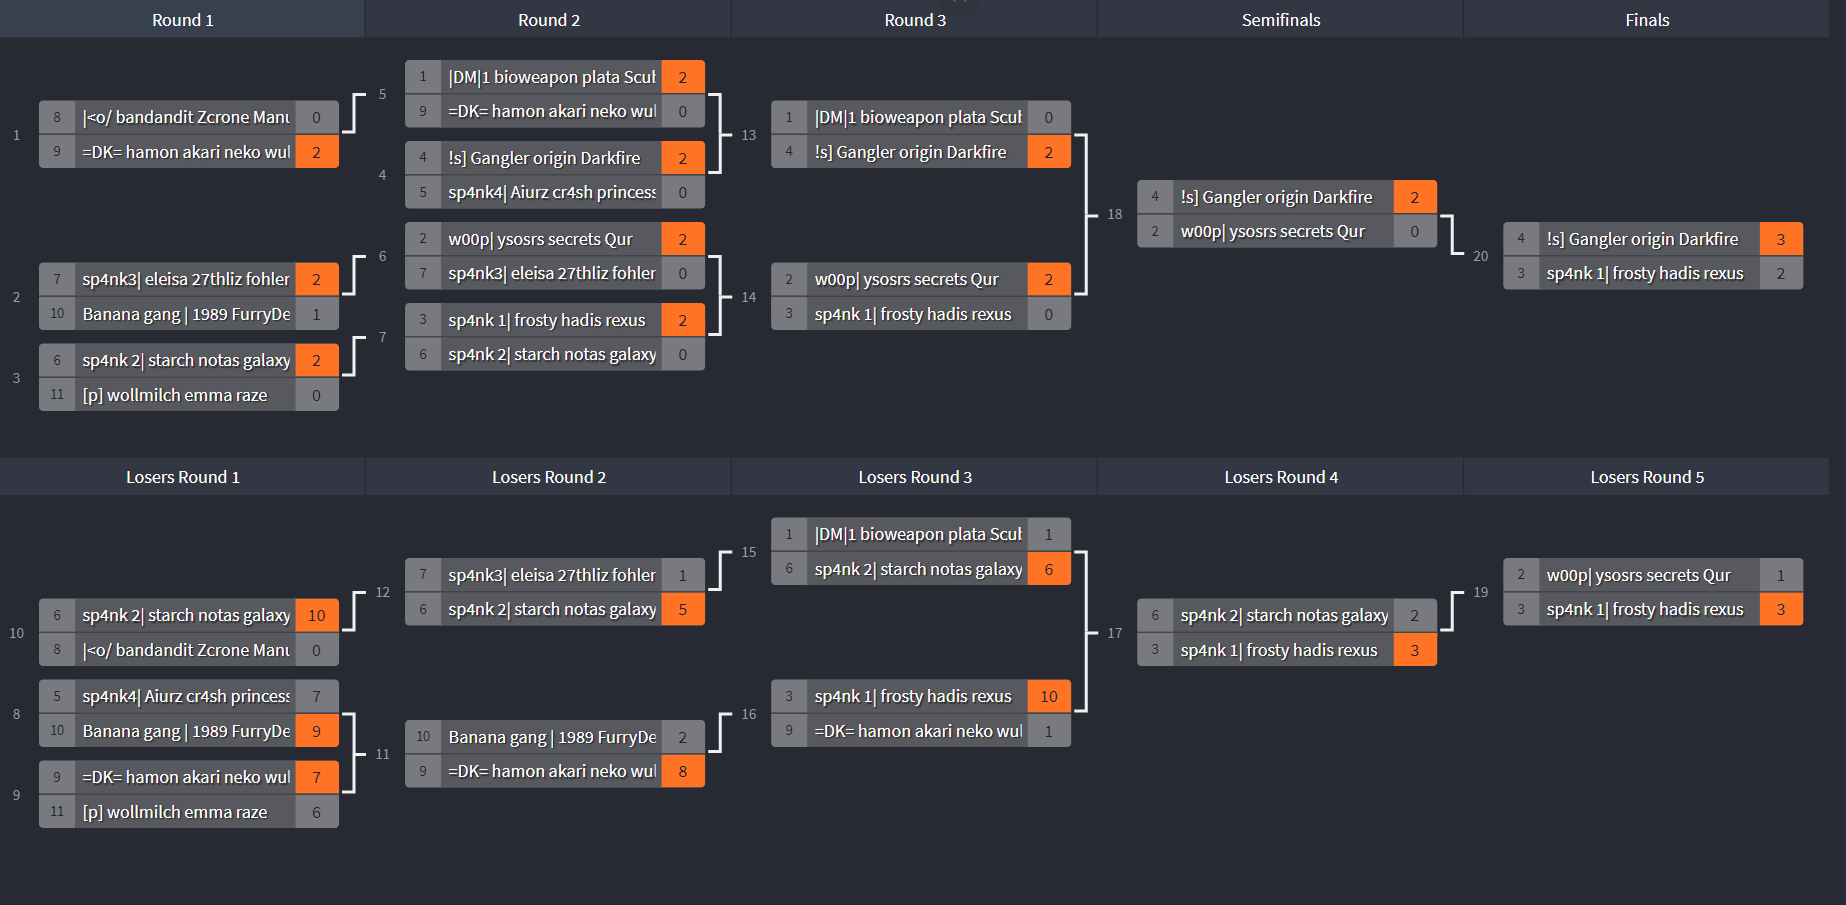 Round 1
Round 2
Round 3
Semifinals
Finals
1
8 |<o/ bandandit Zcrone Manu 0
9 =DK= hamon akari neko wul 2
2
7 sp4nk3| eleisa 27thliz fohler 2
10 Banana gang | 1989 FurryDe 1
3
6 sp4nk 2| starch notas galaxy 2
11 [p] wollmilch emma raze 0
5
1 |DM|1 bioweapon plata Scub 2
9 =DK= hamon akari neko wul 0
4
4 !s] Gangler origin Darkfire 2
5 sp4nk4| Aiurz cr4sh princess 0
6
2 w00p| ysosrs secrets Qur 2
7 sp4nk3| eleisa 27thliz fohler 0
7
3 sp4nk 1| frosty hadis rexus 2
6 sp4nk 2| starch notas galaxy 0
13
1 |DM|1 bioweapon plata Scub 0
4 !s] Gangler origin Darkfire 2
14
2 w00p| ysosrs secrets Qur 2
3 sp4nk 1| frosty hadis rexus 0
18
4 !s] Gangler origin Darkfire 2
2 w00p| ysosrs secrets Qur 0
20
4 !s] Gangler origin Darkfire 3
3 sp4nk 1| frosty hadis rexus 2
Losers Round 1
Losers Round 2
Losers Round 3
Losers Round 4
Losers Round 5
10
6 sp4nk 2| starch notas galaxy 10
8 |<o/ bandandit Zcrone Manu 0
8
5 sp4nk4| Aiurz cr4sh princess 7
10 Banana gang | 1989 FurryDe 9
9
9 =DK= hamon akari neko wul 7
11 [p] wollmilch emma raze 6
12
7 sp4nk3| eleisa 27thliz fohler 1
6 sp4nk 2| starch notas galaxy 5
11
10 Banana gang | 1989 FurryDe 2
9 =DK= hamon akari neko wul 8
15
1 |DM|1 bioweapon plata Scub 1
6 sp4nk 2| starch notas galaxy 6
16
3 sp4nk 1| frosty hadis rexus 10
9 =DK= hamon akari neko wul 1
17
6 sp4nk 2| starch notas galaxy 2
3 sp4nk 1| frosty hadis rexus 3
19
2 w00p| ysosrs secrets Qur 1
3 sp4nk 1| frosty hadis rexus 3